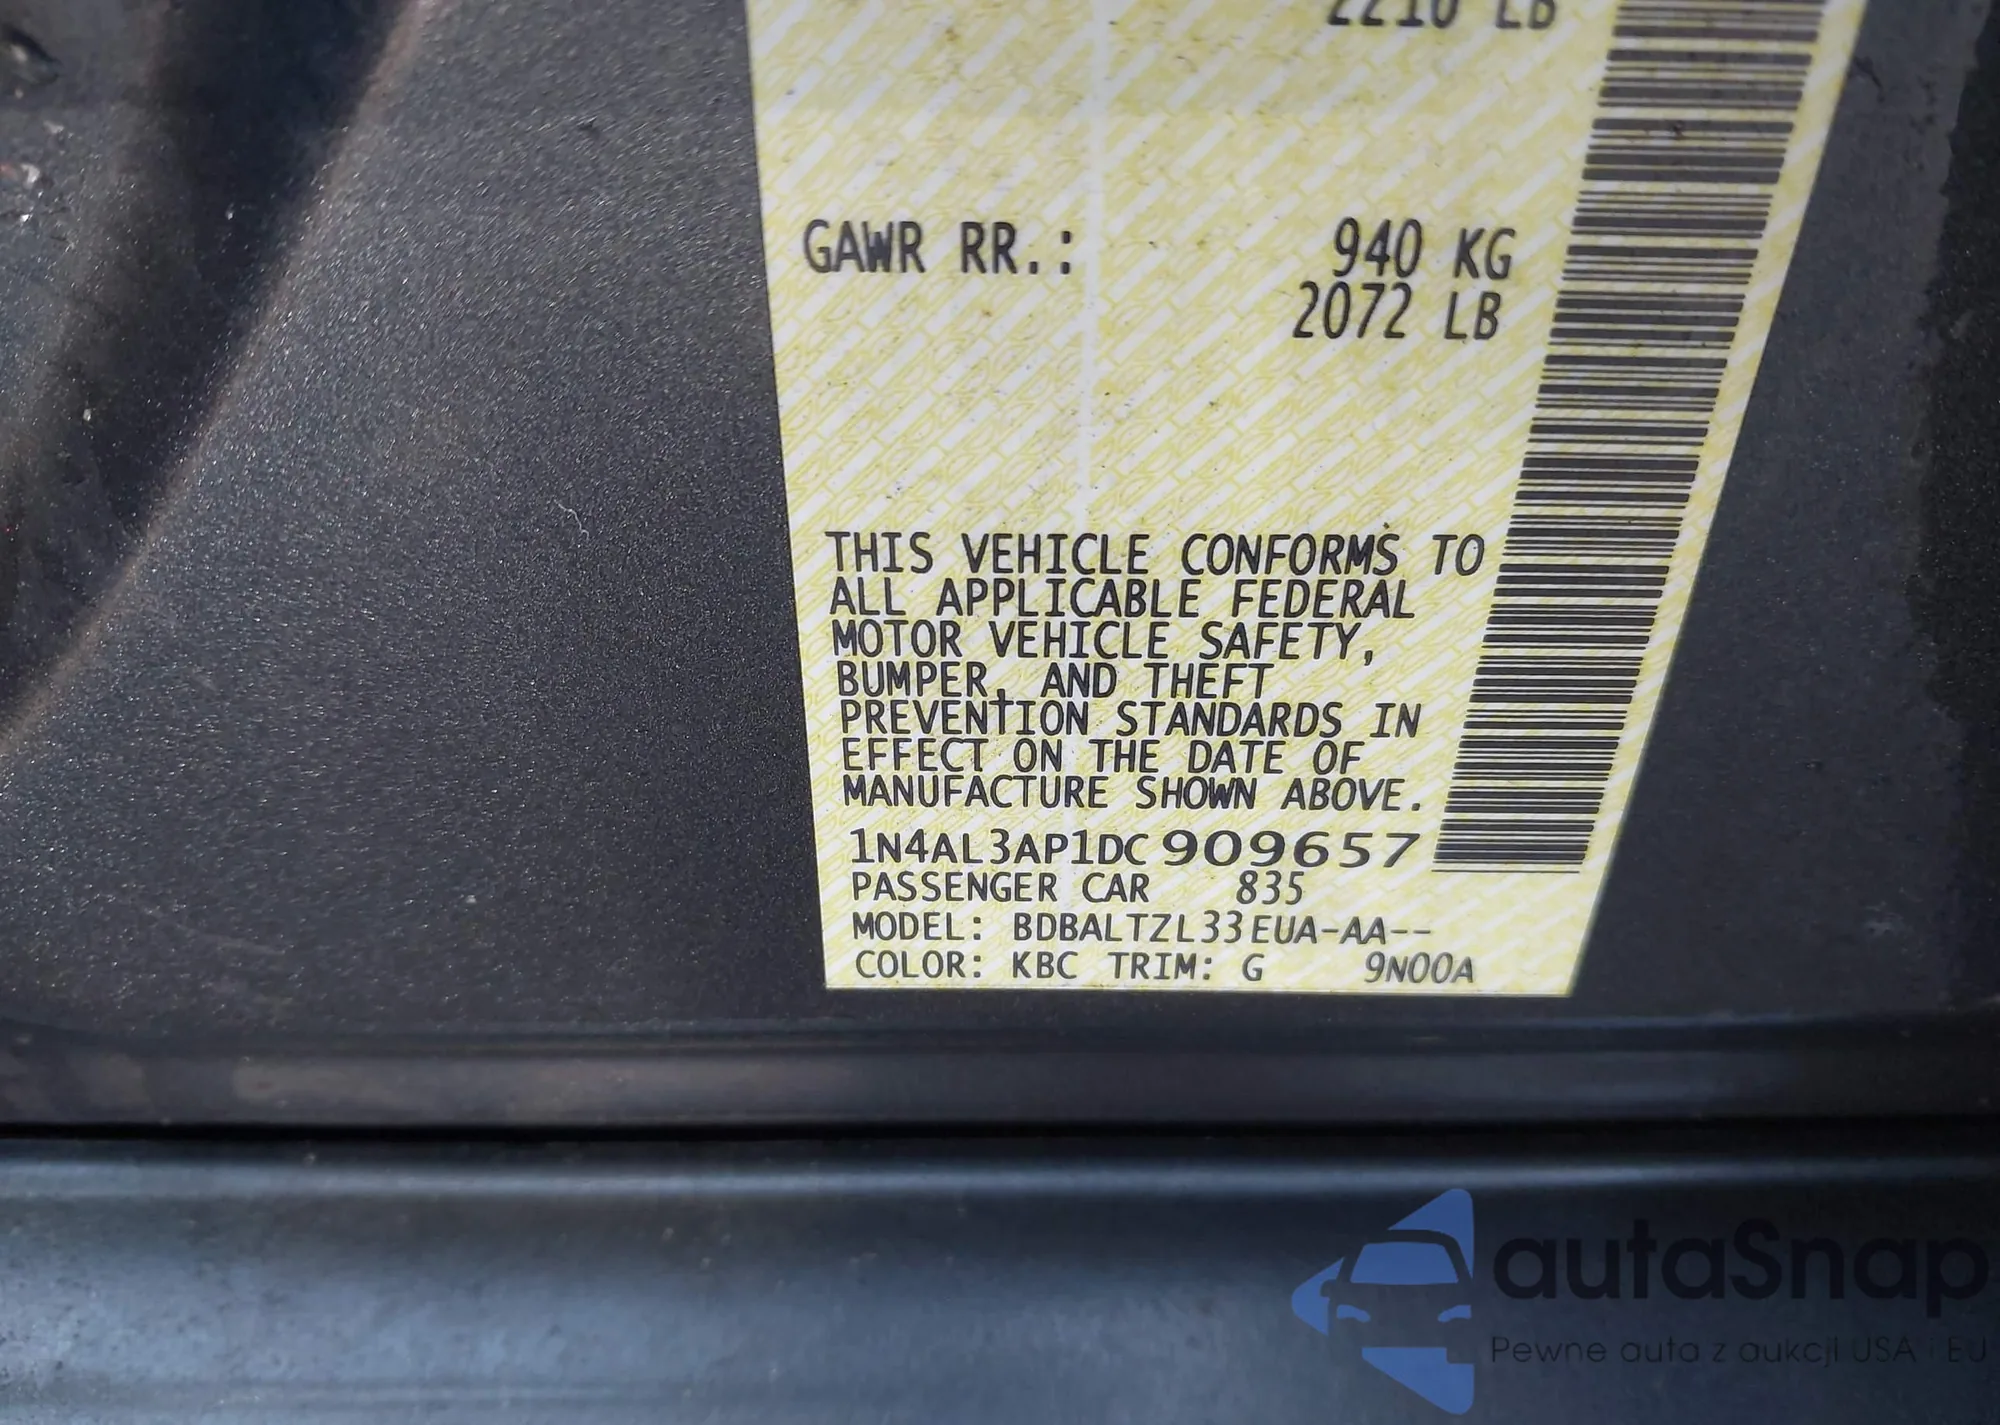 2210 LB
GAWR RR.: 940 KG
2072 LB
THIS VEHICLE CONFORMS TO
ALL APPLICABLE FEDERAL
MOTOR VEHICLE SAFETY,
BUMPER, AND THEFT
PREVENTION STANDARDS IN
EFFECT ON THE DATE OF
MANUFACTURE SHOWN ABOVE.
1N4AL3AP1DC909657
PASSENGER CAR 835
MODEL: BDBALTZL33EUA-AA--
COLOR: KBC TRIM: G 9N00A
autaSnap
Pewne auta z aukcji USA i EU